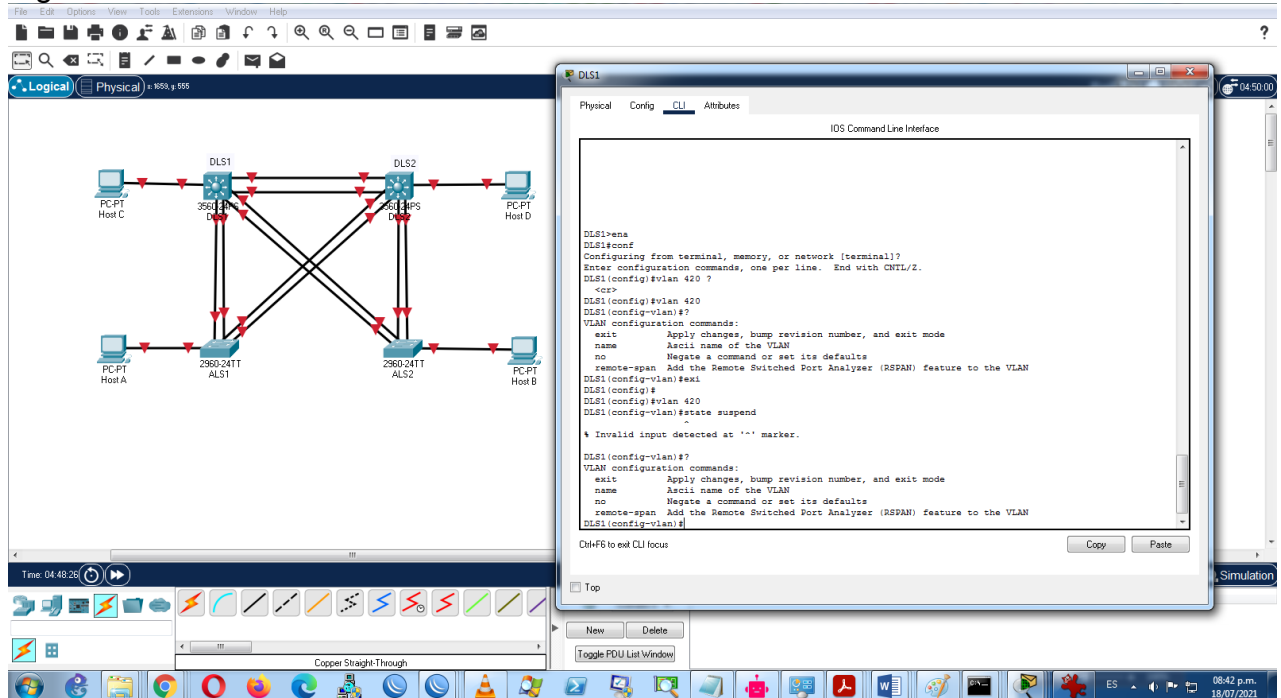 File Edit Options View Tools Extensions Window Help
?
Logical Physical x: 1659, y: 555
04:50:00
DLS1
Physical Config CLI Attributes
IOS Command Line Interface
DLS1>ena
DLS1#conf
Configuring from terminal, memory, or network [terminal]?
Enter configuration commands, one per line. End with CNTL/Z.
DLS1(config)#vlan 420 ?
<cr>
DLS1(config)#vlan 420
DLS1(config-vlan)#?
VLAN configuration commands:
exit Apply changes, bump revision number, and exit mode
name Ascii name of the VLAN
no Negate a command or set its defaults
remote-span Add the Remote Switched Port Analyzer (RSPAN) feature to the VLAN
DLS1(config-vlan)#exi
DLS1(config)#
DLS1(config)#vlan 420
DLS1(config-vlan)#state suspend
^
% Invalid input detected at '^' marker.
DLS1(config-vlan)#?
VLAN configuration commands:
exit Apply changes, bump revision number, and exit mode
name Ascii name of the VLAN
no Negate a command or set its defaults
remote-span Add the Remote Switched Port Analyzer (RSPAN) feature to the VLAN
DLS1(config-vlan)#
Ctrl+F6 to exit CLI focus
Copy Paste
Top
DLS1
DLS2
PC-PT
Host C
3560-24PS
DLS1
3560-24PS
DLS2
PC-PT
Host D
PC-PT
Host A
2960-24TT
ALS1
2960-24TT
ALS2
PC-PT
Host B
Time: 04:48:26
Simulation
New Delete
Toggle PDU List Window
Copper Straight-Through
ES
08:42 p.m.
18/07/2021